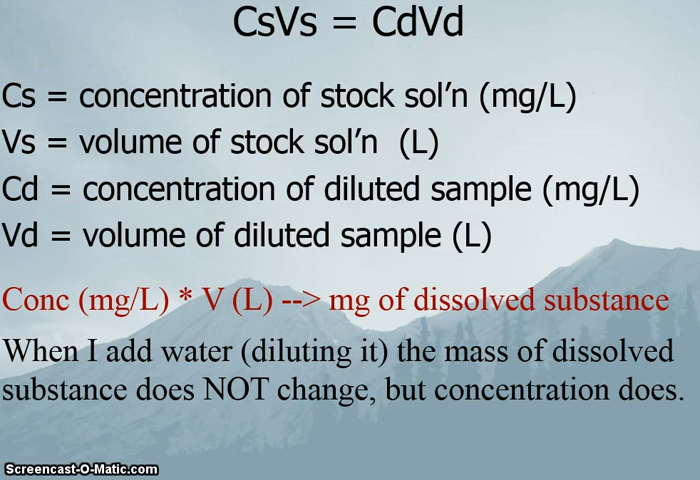 CsVs = CdVd
Cs = concentration of stock sol’n (mg/L)
Vs = volume of stock sol’n (L)
Cd = concentration of diluted sample (mg/L)
Vd = volume of diluted sample (L)
Conc (mg/L) * V (L) --> mg of dissolved substance
When I add water (diluting it) the mass of dissolved
substance does NOT change, but concentration does.
Screencast-O-Matic.com